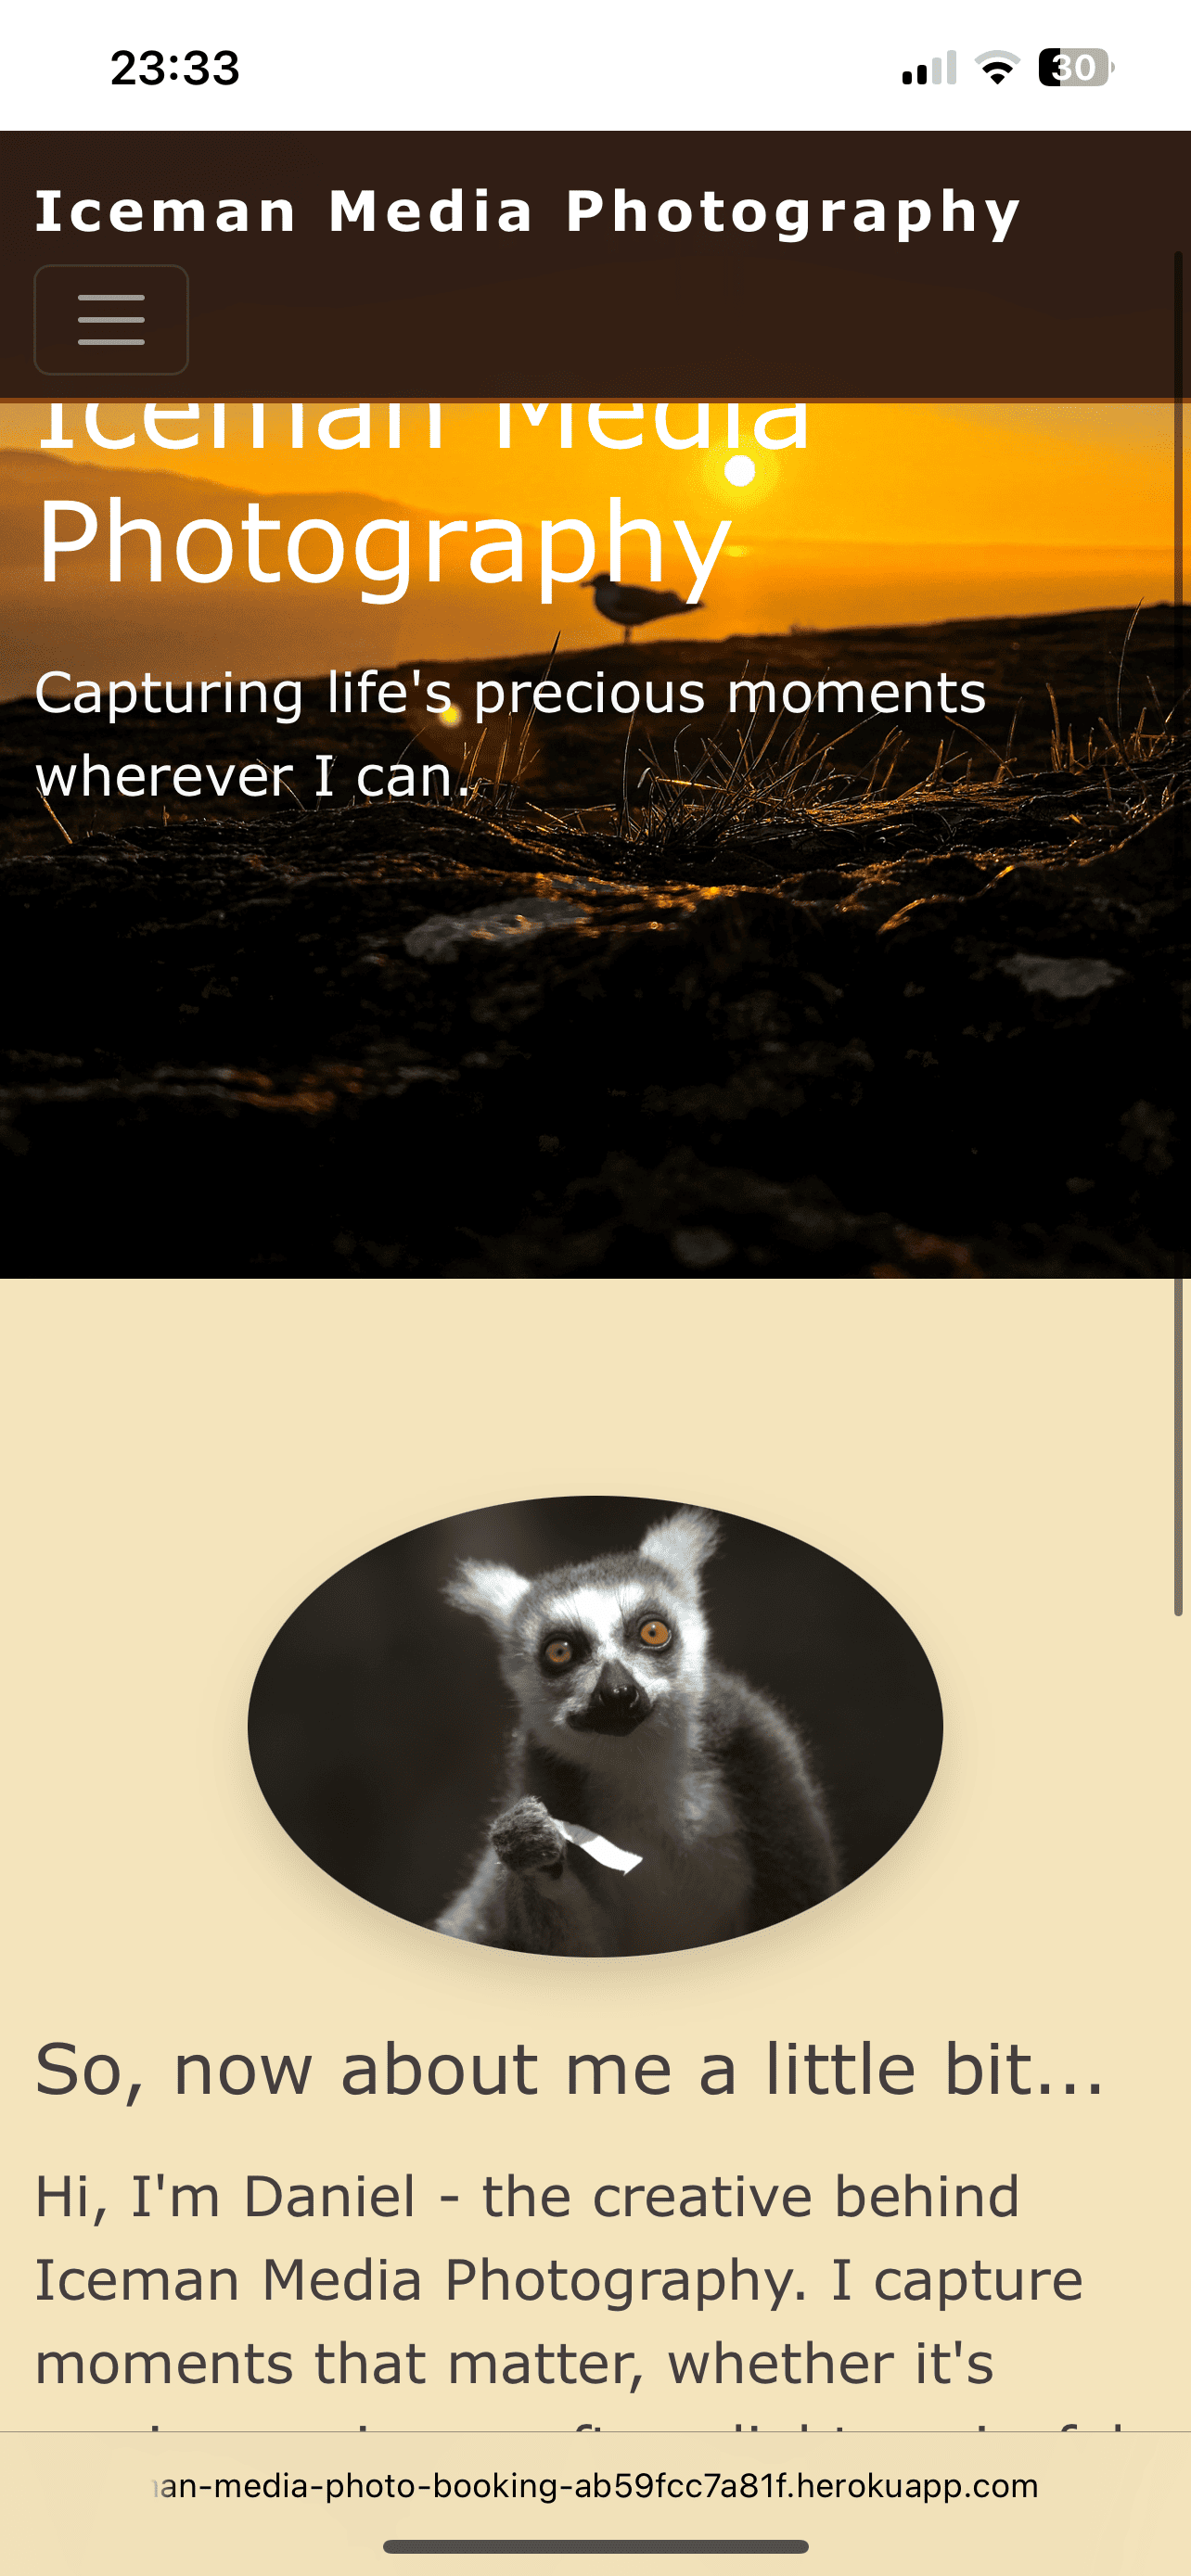 23:33
30
Iceman Media Photography
Iceman Media
Photography
Capturing life's precious moments
wherever I can.
So, now about me a little bit...
Hi, I'm Daniel - the creative behind
Iceman Media Photography. I capture
moments that matter, whether it's
an-media-photo-booking-ab59fcc7a81f.herokuapp.com